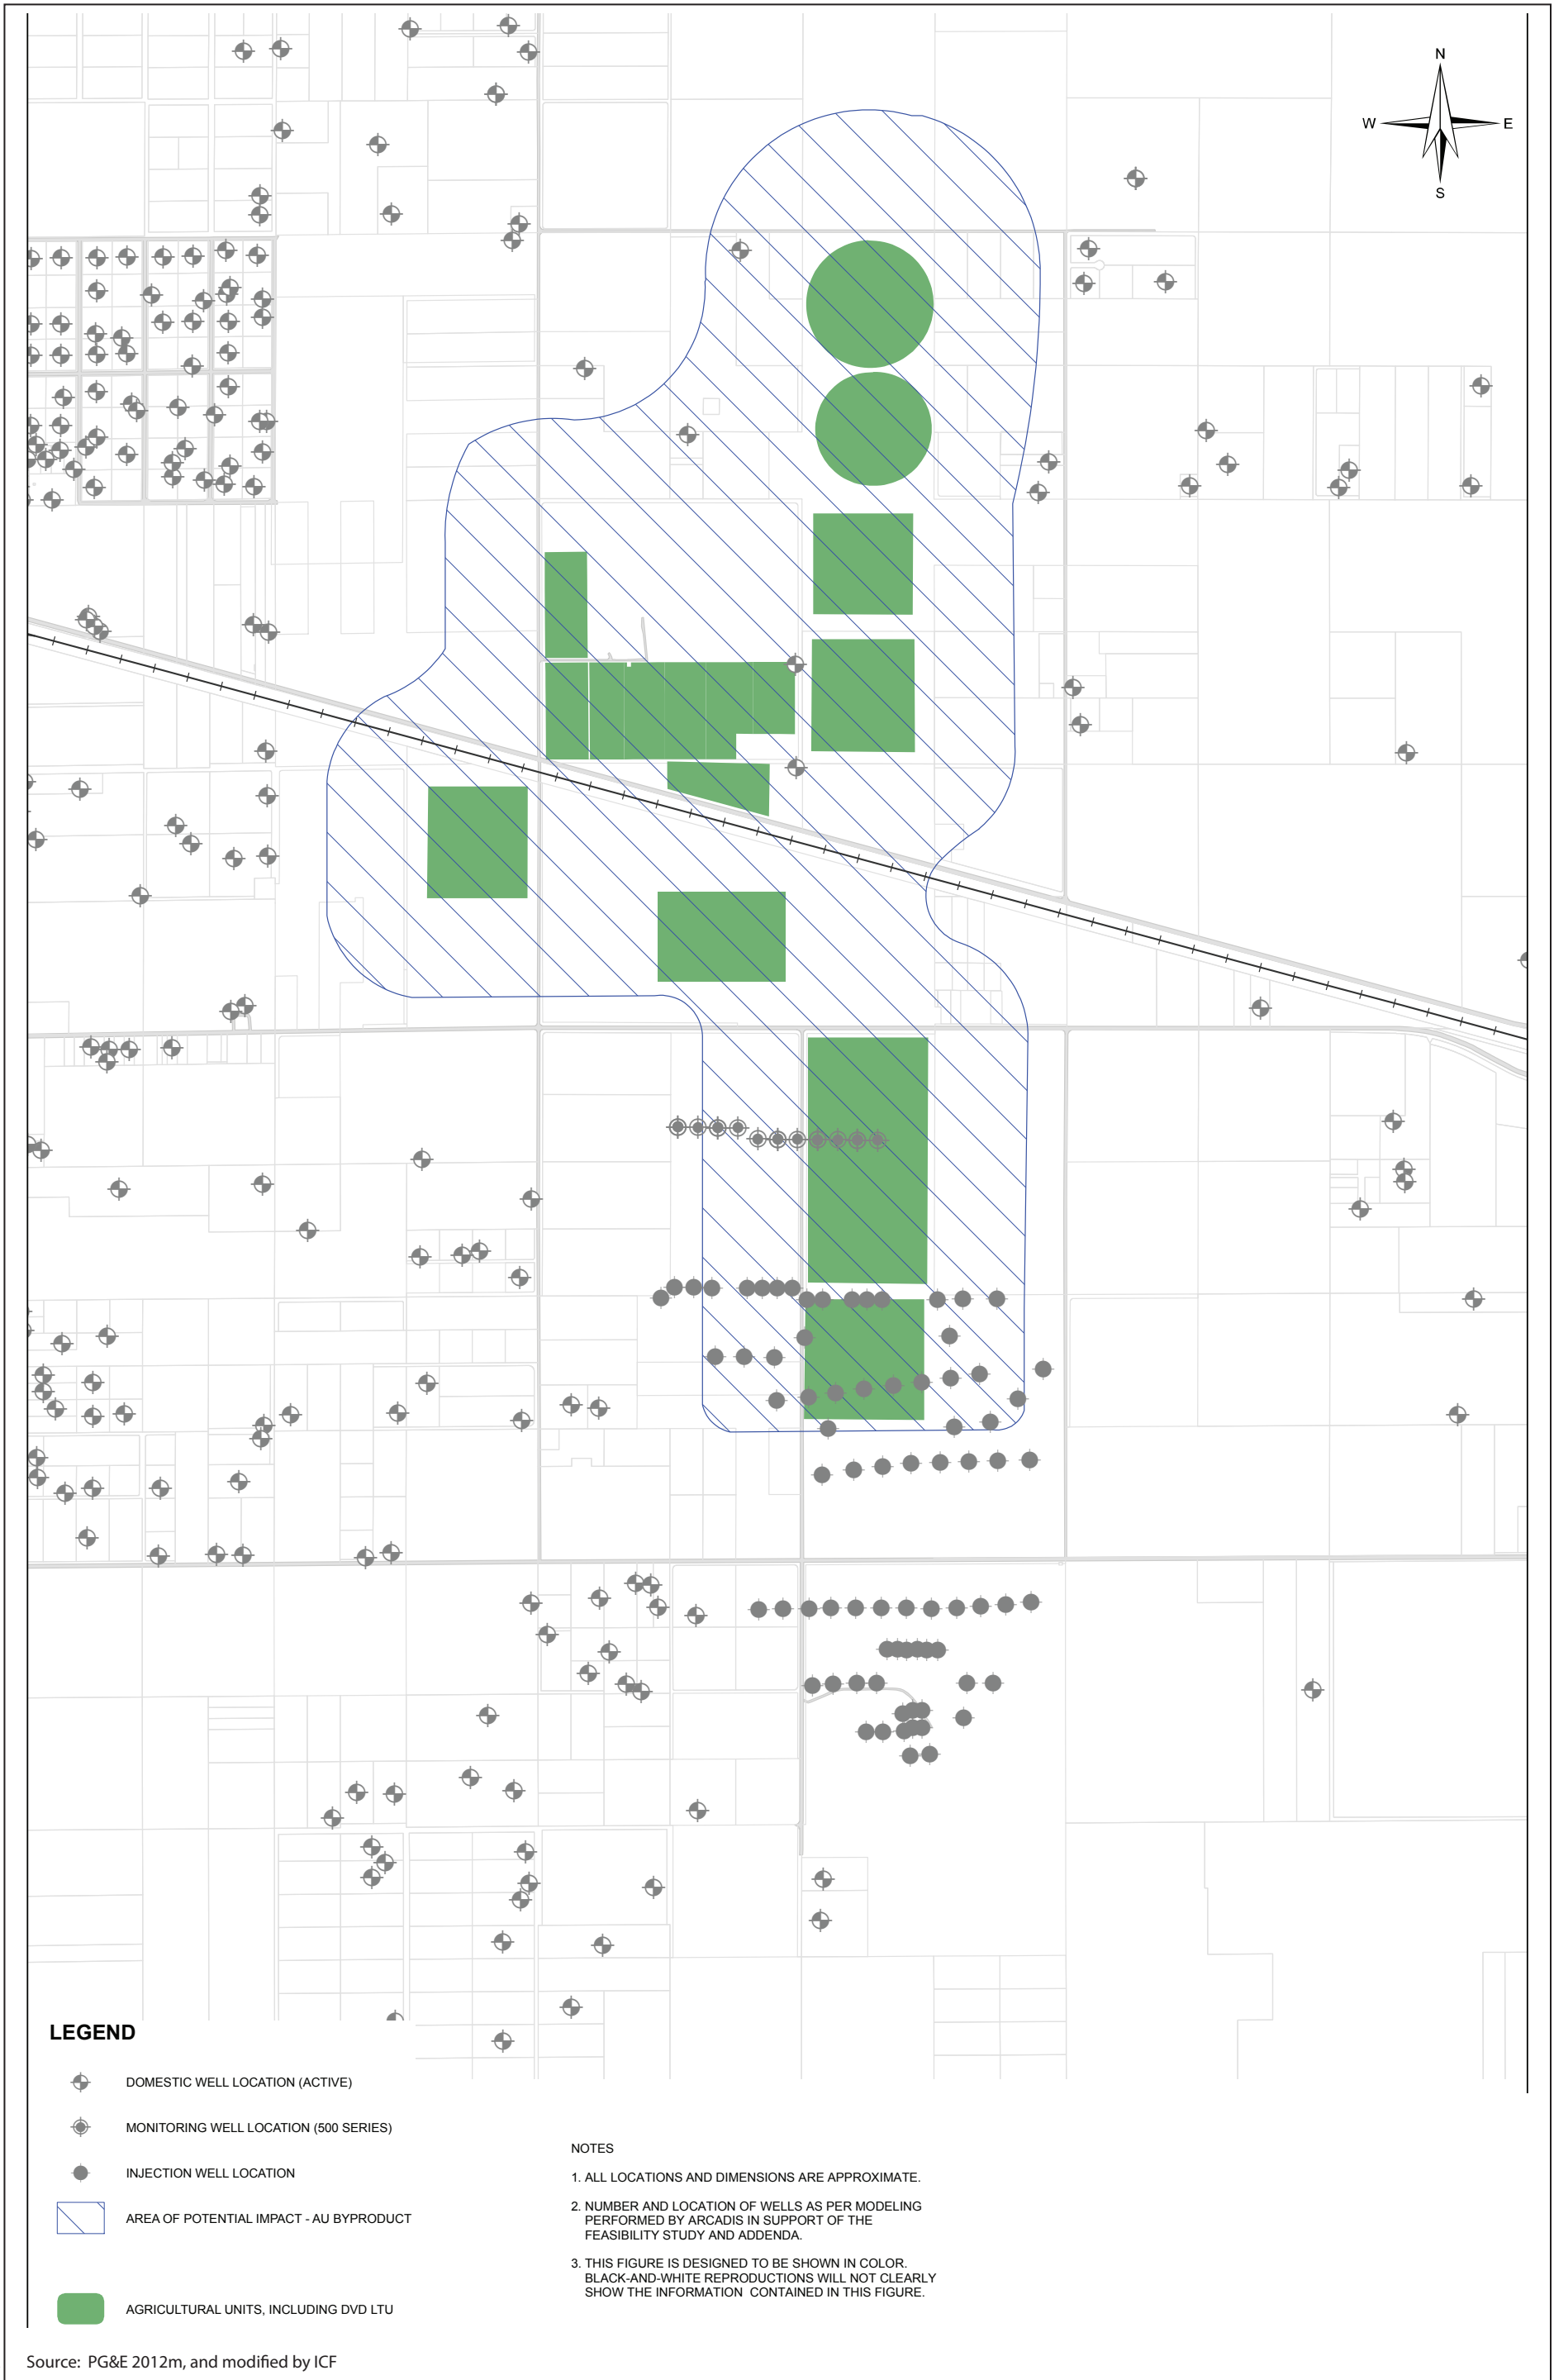 N
W
E
S
LEGEND
DOMESTIC WELL LOCATION (ACTIVE)
MONITORING WELL LOCATION (500 SERIES)
INJECTION WELL LOCATION
AREA OF POTENTIAL IMPACT - AU BYPRODUCT
AGRICULTURAL UNITS, INCLUDING DVD LTU
NOTES
1. ALL LOCATIONS AND DIMENSIONS ARE APPROXIMATE.
2. NUMBER AND LOCATION OF WELLS AS PER MODELING
PERFORMED BY ARCADIS IN SUPPORT OF THE
FEASIBILITY STUDY AND ADDENDA.
3. THIS FIGURE IS DESIGNED TO BE SHOWN IN COLOR.
BLACK-AND-WHITE REPRODUCTIONS WILL NOT CLEARLY
SHOW THE INFORMATION CONTAINED IN THIS FIGURE.
Source: PG&E 2012m, and modified by ICF